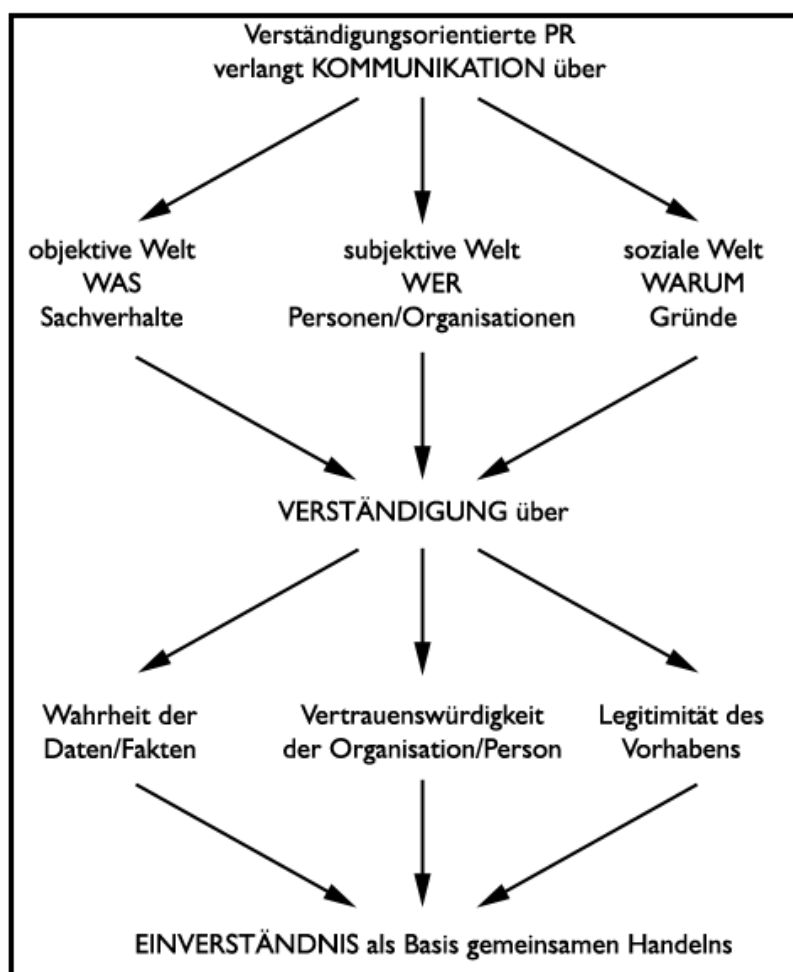 Verständigungsorientierte PR
verlangt KOMMUNIKATION über
objektive Welt
WAS
Sachverhalte
subjektive Welt
WER
Personen/Organisationen
soziale Welt
WARUM
Gründe
VERSTÄNDIGUNG über
Wahrheit der
Daten/Fakten
Vertrauenswürdigkeit
der Organisation/Person
Legitimität des
Vorhabens
EINVERSTÄNDNIS als Basis gemeinsamen Handelns